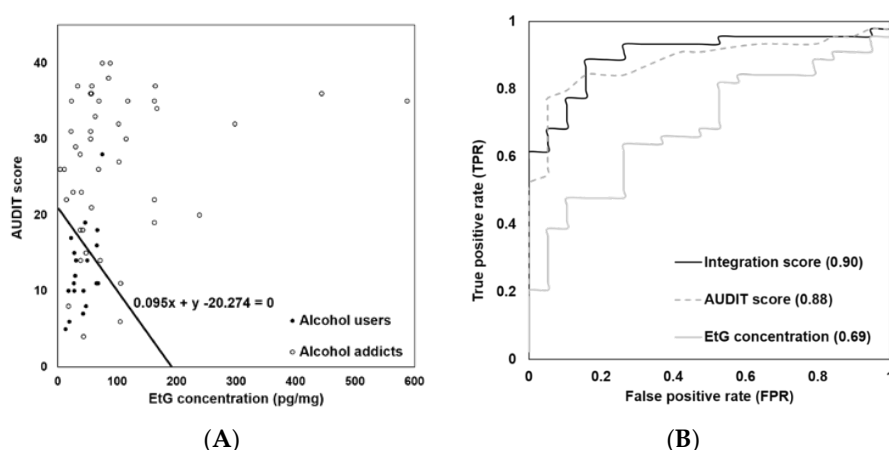 40
30
20
10
0
0
100
200
300
400
500
600
AUDIT score
EtG concentration (pg/mg)
0.095x + y -20.274 = 0
Alcohol users
Alcohol addicts
(A)
1
0.8
0.6
0.4
0.2
0
0
0.2
0.4
0.6
0.8
1
True positive rate (TPR)
False positive rate (FPR)
Integration score (0.90)
AUDIT score (0.88)
EtG concentration (0.69)
(B)